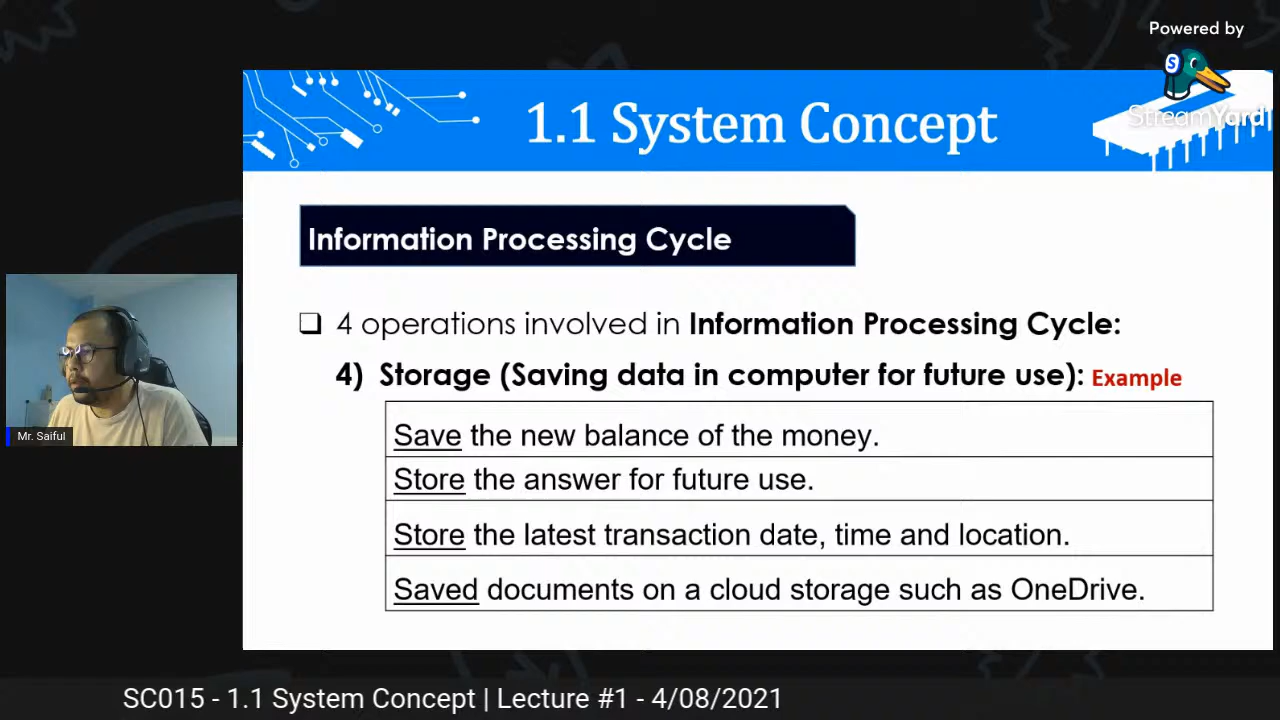 Powered by
StreamYard
1.1 System Concept
Information Processing Cycle
❑ 4 operations involved in Information Processing Cycle:
4) Storage (Saving data in computer for future use): Example
Save the new balance of the money.
Store the answer for future use.
Store the latest transaction date, time and location.
Saved documents on a cloud storage such as OneDrive.
Mr. Saiful
SC015 - 1.1 System Concept | Lecture #1 - 4/08/2021